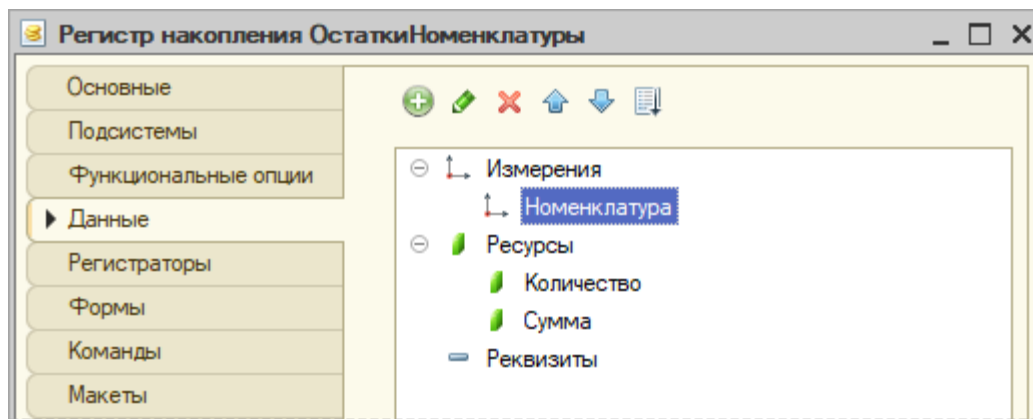 Регистр накопления ОстаткиНоменклатуры
Основные
Подсистемы
Функциональные опции
Данные
Регистраторы
Формы
Команды
Макеты
Измерения
Номенклатура
Ресурсы
Количество
Сумма
Реквизиты